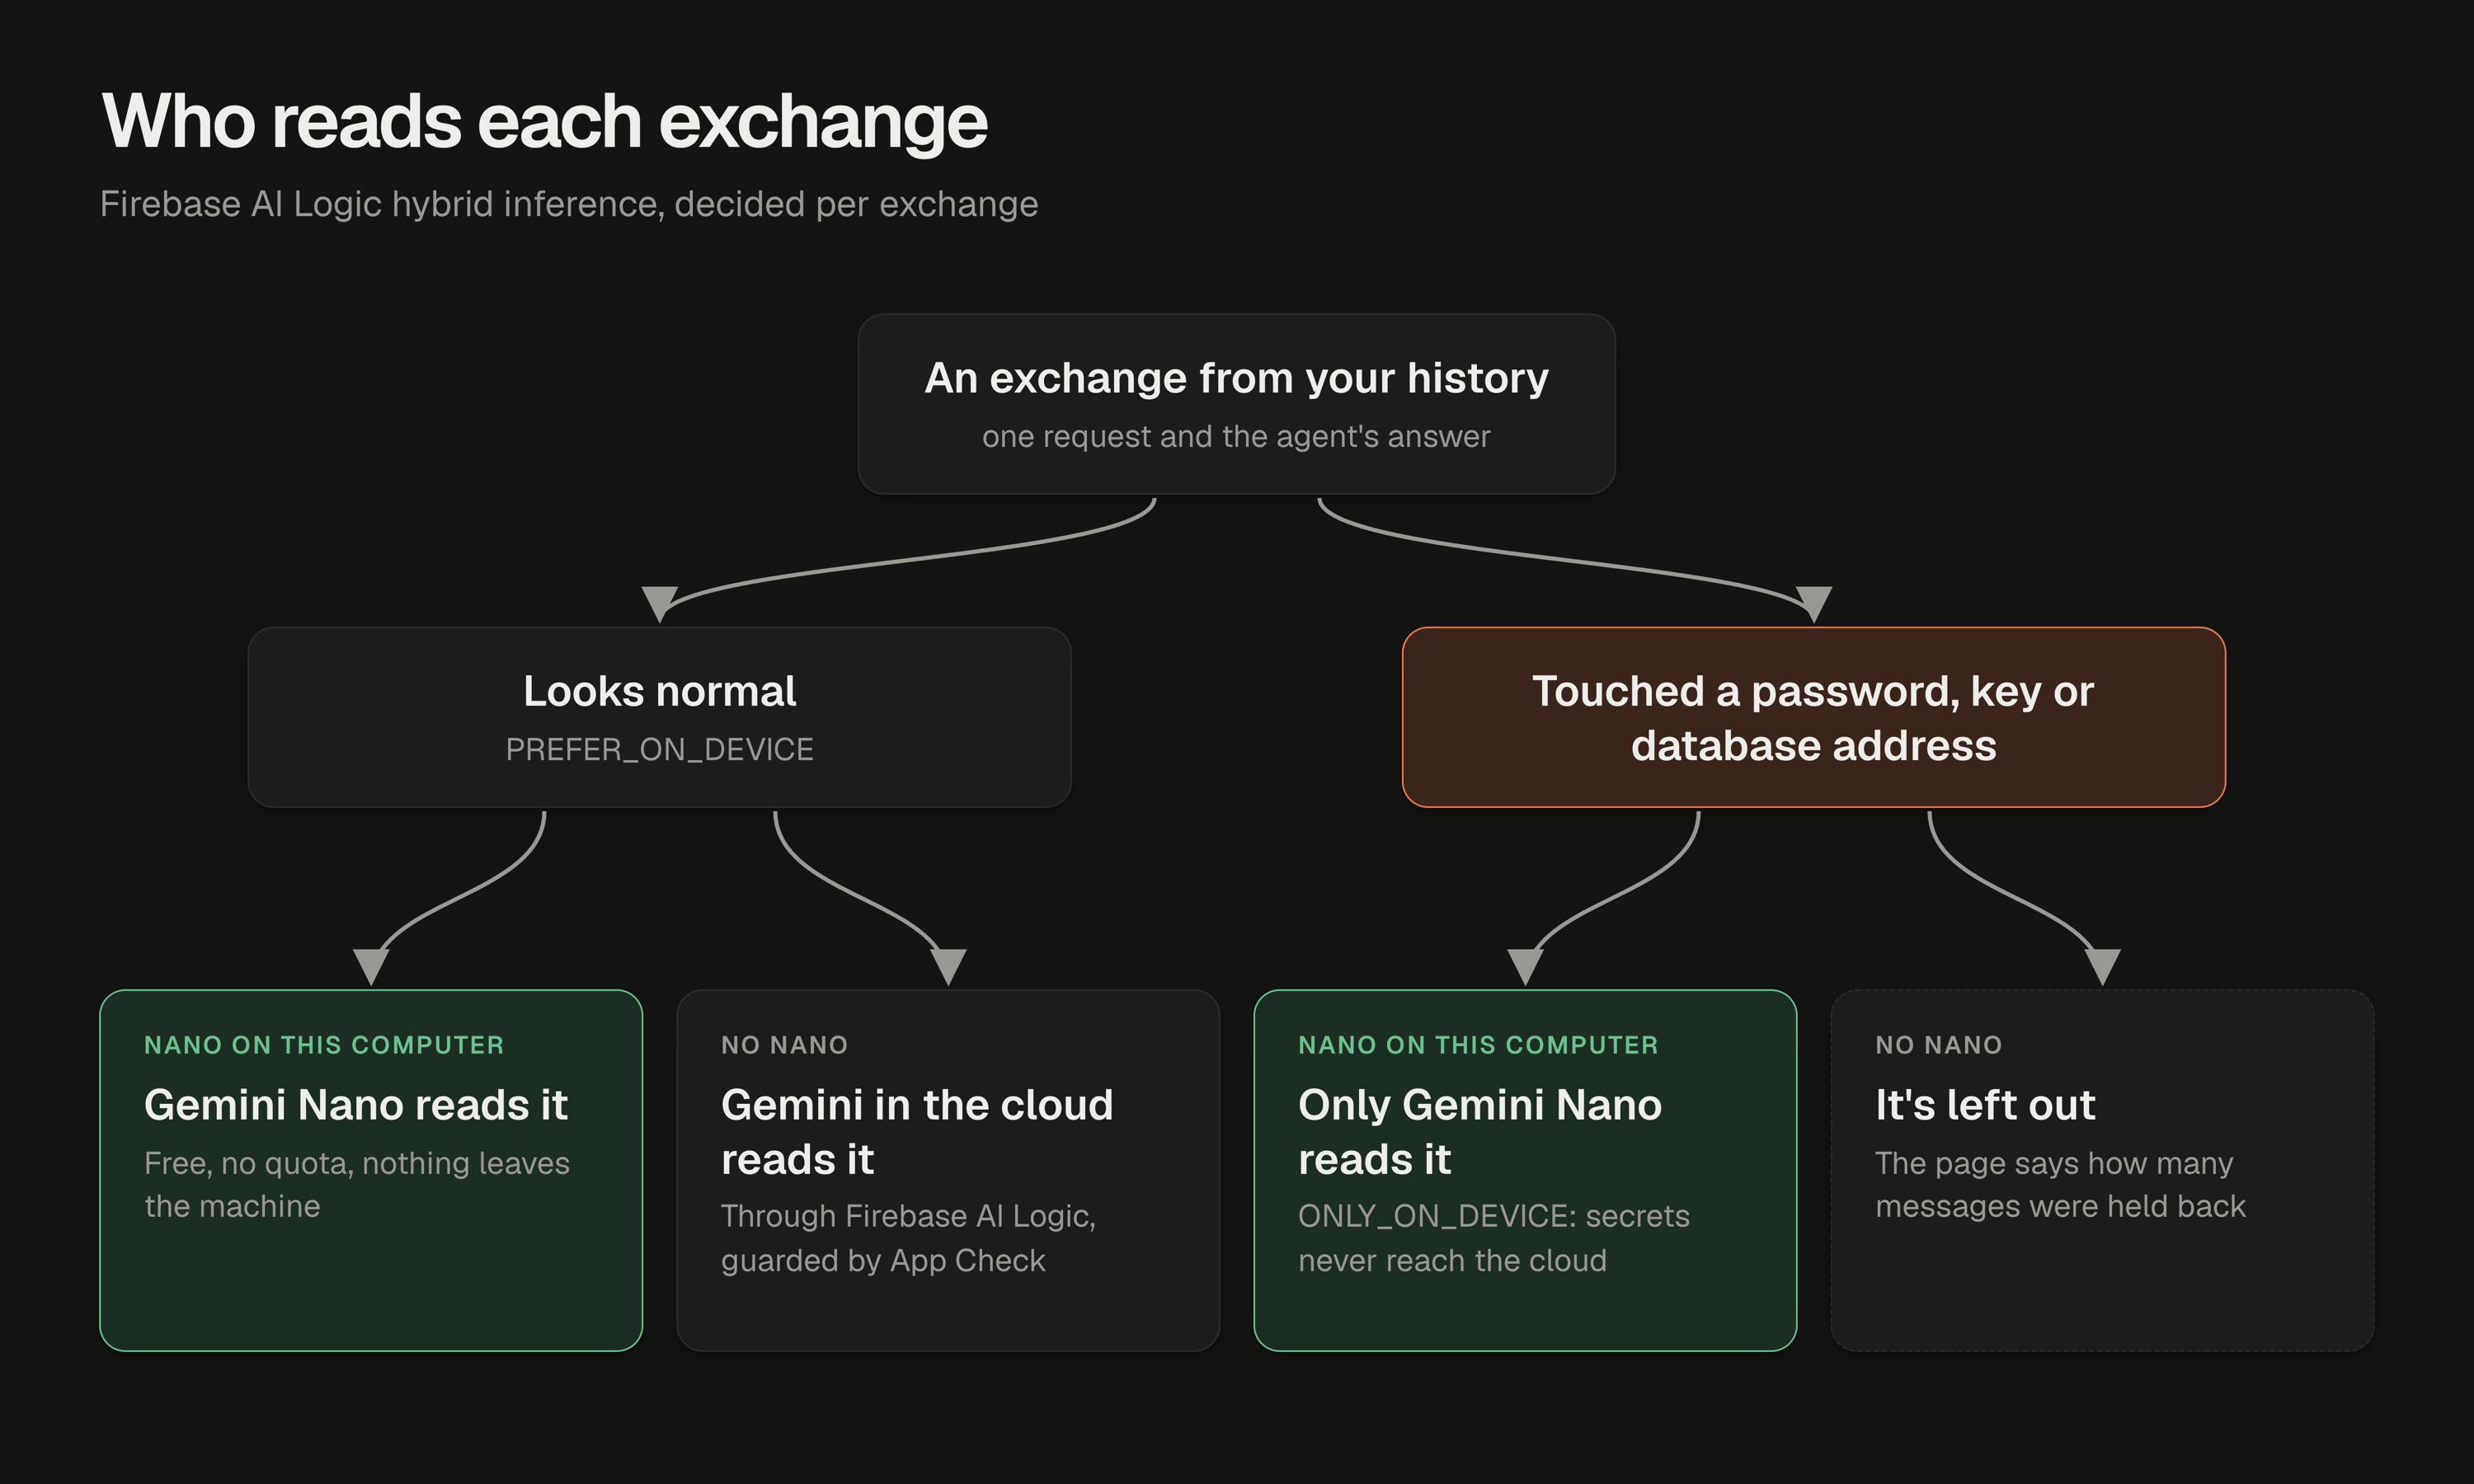 Who reads each exchange
Firebase AI Logic hybrid inference, decided per exchange
An exchange from your history
one request and the agent's answer
Looks normal
PREFER_ON_DEVICE
Touched a password, key or
database address
NANO ON THIS COMPUTER
Gemini Nano reads it
Free, no quota, nothing leaves
the machine
NO NANO
Gemini in the cloud
reads it
Through Firebase AI Logic,
guarded by App Check
NANO ON THIS COMPUTER
Only Gemini Nano
reads it
ONLY_ON_DEVICE: secrets
never reach the cloud
NO NANO
It's left out
The page says how many
messages were held back